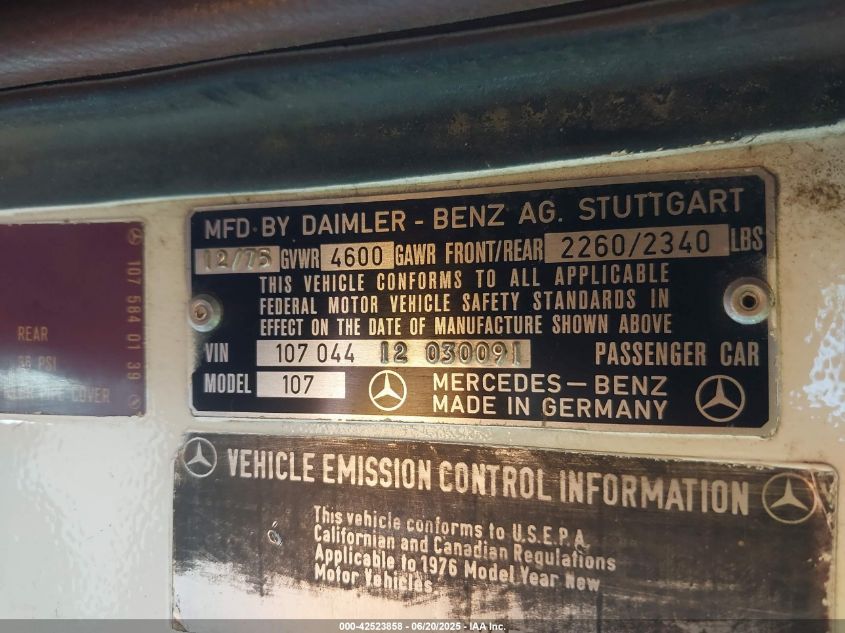 MFD·BY DAIMLER - BENZ AG. STUTTGART
12/75 GVWR 4600 GAWR FRONT/REAR 2260/2340 LBS
THIS VEHICLE CONFORMS TO ALL APPLICABLE
FEDERAL MOTOR VEHICLE SAFETY STANDARDS IN
EFFECT ON THE DATE OF MANUFACTURE SHOWN ABOVE
VIN 107 044 12 030091 PASSENGER CAR
MODEL 107 MERCEDES-BENZ
MADE IN GERMANY
107 584 01 39
REAR
36 PSI
COVER
VEHICLE EMISSION CONTROL INFORMATION
This vehicle conforms to U.S.E.P.A.
Californian and Canadian Regulations
Applicable to 1976 Model Year New
Motor Vehicles.
000-42523858 - 06/20/2025 - IAA Inc.